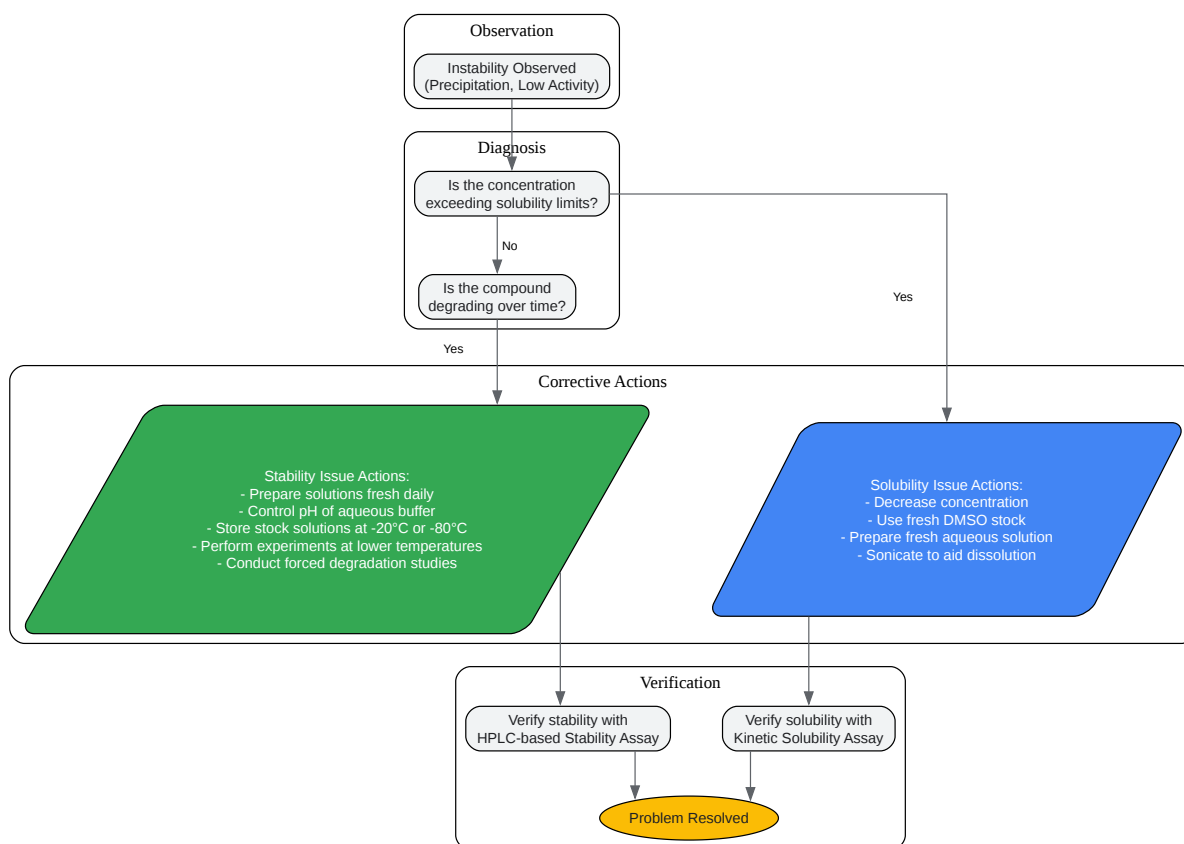 Observation
Instability Observed
(Precipitation, Low Activity)
Diagnosis
Is the concentration
exceeding solubility limits?
No
Is the compound
degrading over time?
Yes
Yes
Corrective Actions
Stability Issue Actions:
- Prepare solutions fresh daily
- Control pH of aqueous buffer
- Store stock solutions at -20°C or -80°C
- Perform experiments at lower temperatures
- Conduct forced degradation studies
Solubility Issue Actions:
- Decrease concentration
- Use fresh DMSO stock
- Prepare fresh aqueous solution
- Sonicate to aid dissolution
Verification
Verify stability with
HPLC-based Stability Assay
Verify solubility with
Kinetic Solubility Assay
Problem Resolved